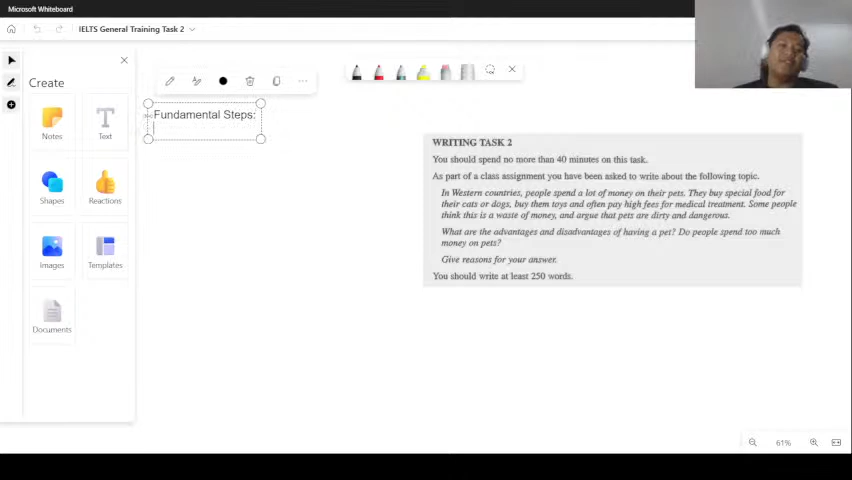 Microsoft Whiteboard
IELTS General Training Task 2
Create
Notes
Text
Shapes
Reactions
Images
Templates
Documents
Fundamental Steps:
WRITING TASK 2
You should spend no more than 40 minutes on this task.
As part of a class assignment you have been asked to write about the following topic.
In Western countries, people spend a lot of money on their pets. They buy special food for
their cats or dogs, buy them toys and often pay high fees for medical treatment. Some people
think this is a waste of money, and argue that pets are dirty and dangerous.
What are the advantages and disadvantages of having a pet? Do people spend too much
money on pets?
Give reasons for your answer.
You should write at least 250 words.
61%